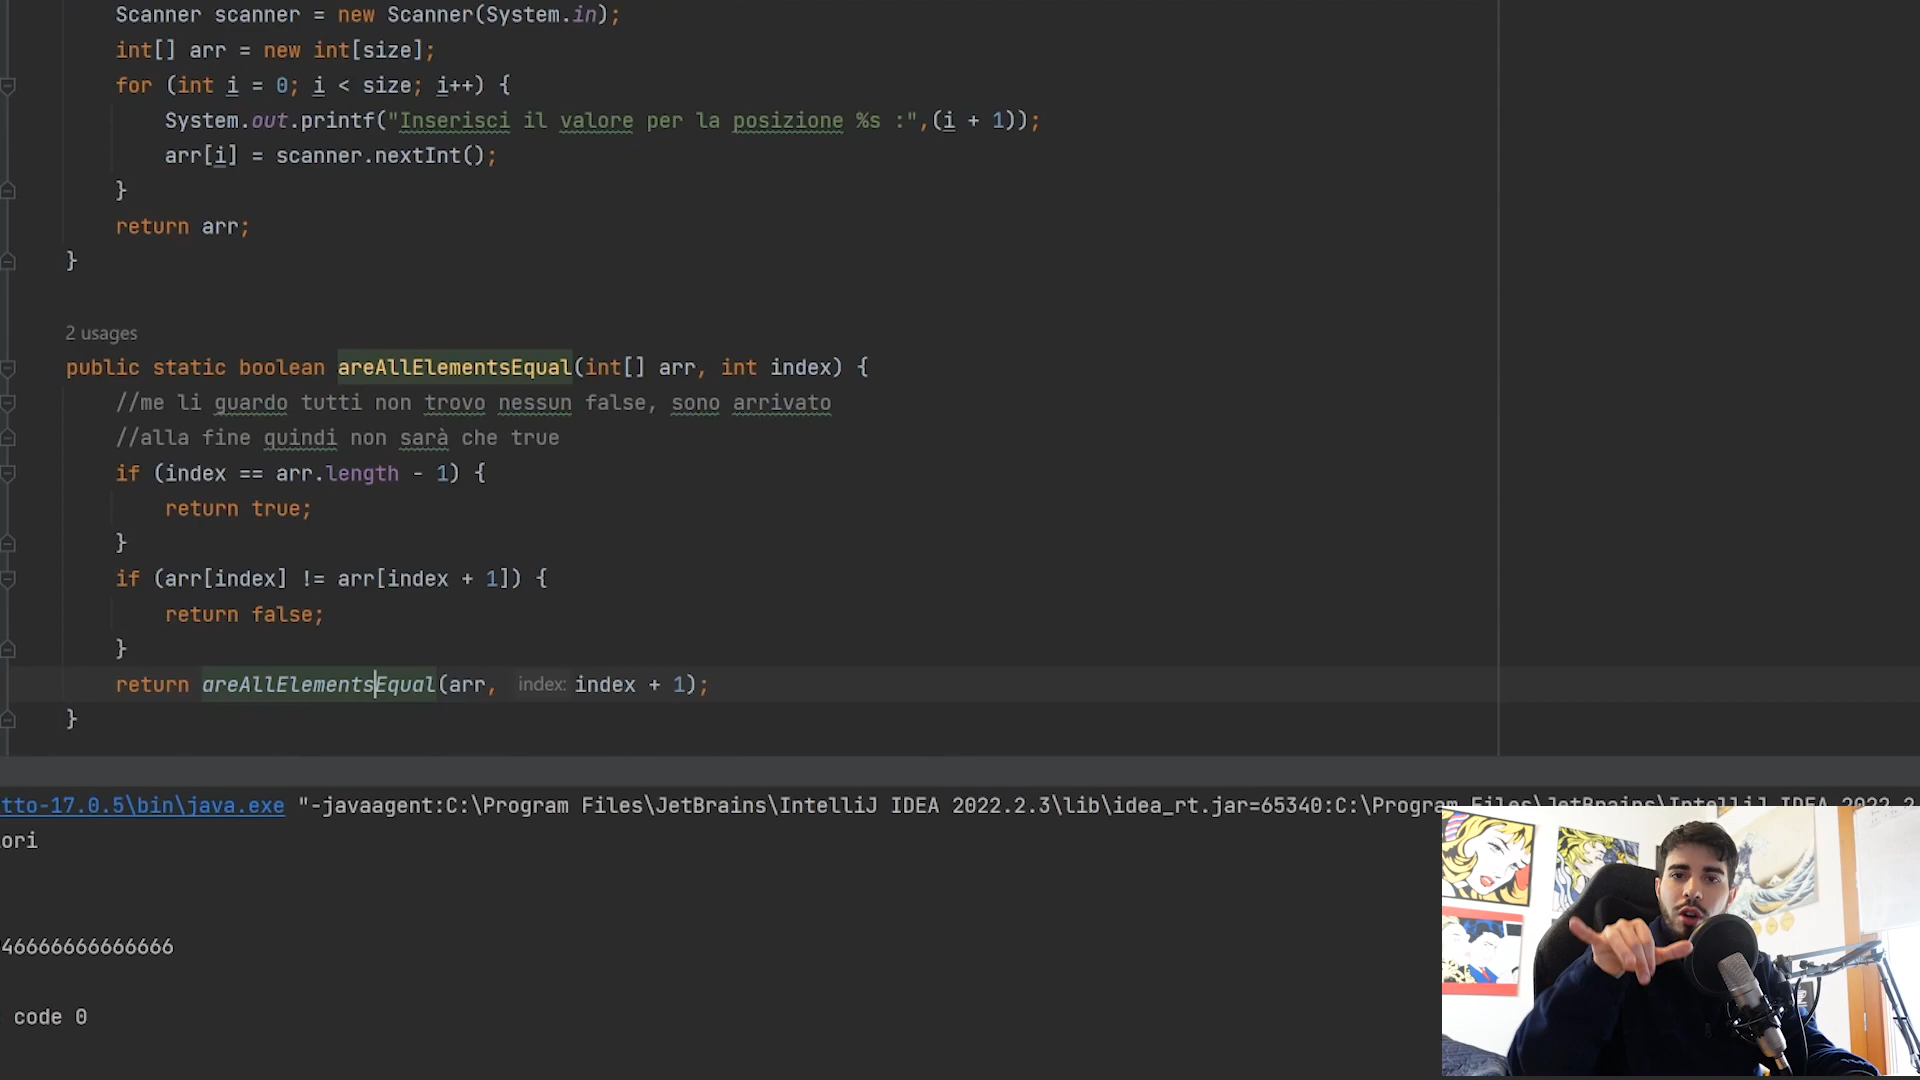 Scanner scanner = new Scanner(System.in);
int[] arr = new int[size];
for (int i = 0; i < size; i++) {
System.out.printf("Inserisci il valore per la posizione %s :",(i + 1));
arr[i] = scanner.nextInt();
}
return arr;
}
2 usages
public static boolean areAllElementsEqual(int[] arr, int index) {
//me li guardo tutti non trovo nessun false, sono arrivato
//alla fine quindi non sarà che true
if (index == arr.length - 1) {
return true;
}
if (arr[index] != arr[index + 1]) {
return false;
}
return areAllElementsEqual(arr, index: index + 1);
}
tto-17.0.5\bin\java.exe "-javaagent:C:\Program Files\JetBrains\IntelliJ IDEA 2022.2.3\lib\idea_rt.jar=65340:C:\Program Files\JetBrains\IntelliJ IDEA 2022.2
ori
46666666666666
code 0